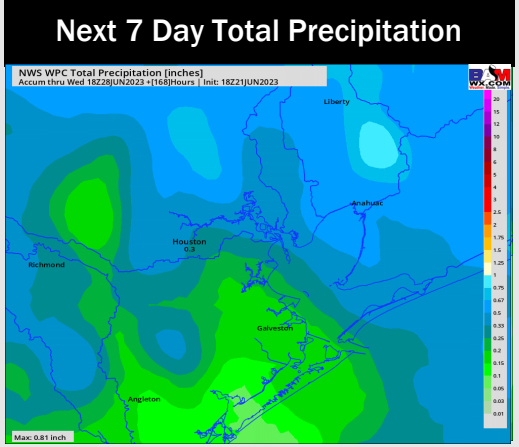 Next 7 Day Total Precipitation
NWS WPC Total Precipitation [inches]
Accum thru Wed 18Z28JUN2023 +[168]Hours | Init: 18Z21JUN2023
BAM
WX.COM
Liberty
Anahuac
Houston
0.3
Richmond
Galveston
Angleton
20
15
12
10
8
6
5
4
3
2.5
2
1.75
1.5
1.25
1
0.75
0.67
0.5
0.33
0.25
0.2
0.15
0.1
0.05
0.03
0.01
Max: 0.81 inch